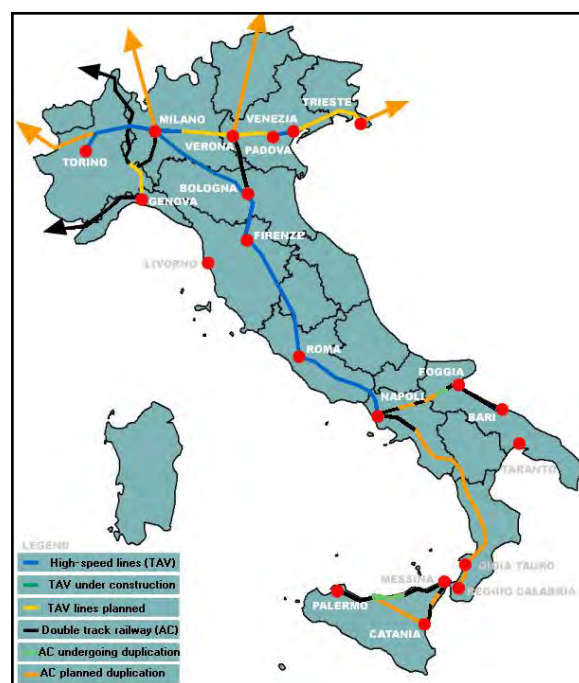 TRIESTE
MILANO
VENEZIA
VERONA
PADOVA
TORINO
BOLOGNA
GENOVA
FIRENZE
LIVORNO
ROMA
FOGGIA
NAPOLI
BARI
TARANTO
GIOIA TAURO
MESSINA
REGGIO CALABRIA
PALERMO
CATANIA
LEGEND
High-speed lines (TAV)
TAV under construction
TAV lines planned
Double track railway (AC)
AC undergoing duplication
AC planned duplication